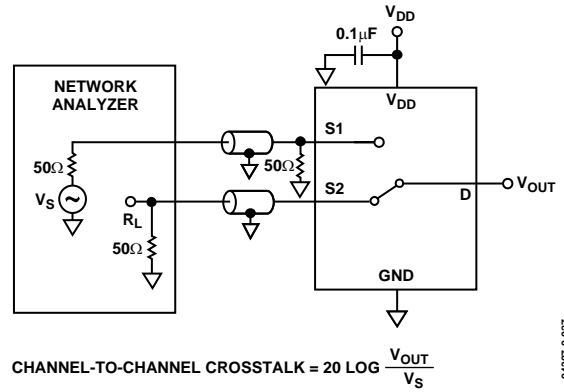 V_DD
0.1μF
NETWORK
ANALYZER
V_DD
S1
50Ω
50Ω
V_S
S2
R_L
D
V_OUT
50Ω
GND
CHANNEL-TO-CHANNEL CROSSTALK = 20 LOG V_OUT / V_S